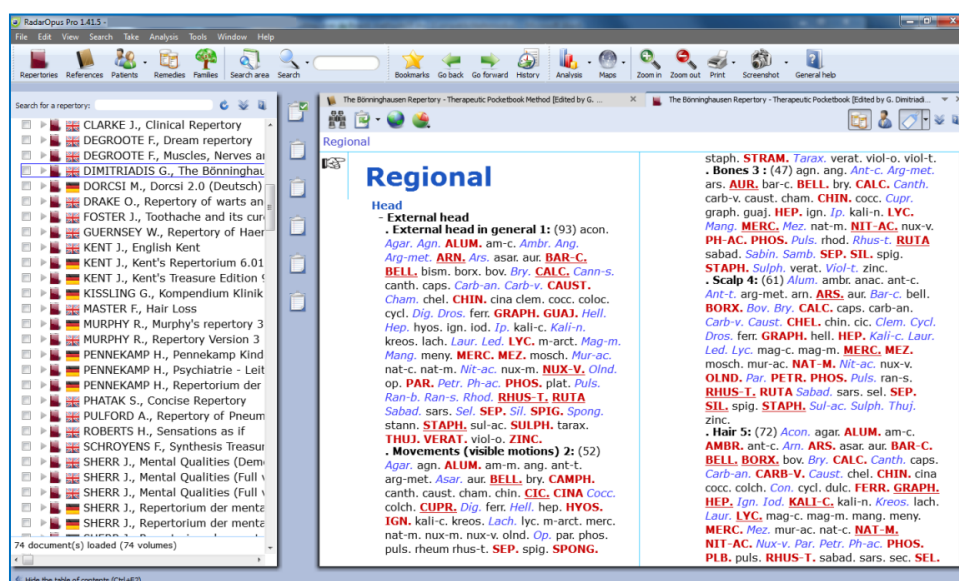 RadarOpus Pro 1.41.5 -
File Edit View Search Take Analysis Tools Window Help
Repertories References Patients Remedies Families Search area Search Bookmarks Go back Go forward History Analysis Maps Zoom in Zoom out Print Screenshot General help
Search for a repertory:
CLARKE J., Clinical Repertory
DEGROOTE F., Dream repertory
DEGROOTE F., Muscles, Nerves a
DIMITRIADIS G., The Bönninghau
DORCSI M., Dorcsi 2.0 (Deutsch)
DRAKE O., Repertory of warts an
FOSTER J., Toothache and its cur
GUERNSEY W., Repertory of Haer
KENT J., English Kent
KENT J., Kent's Repertorium 6.01
KENT J., Kent's Treasure Edition
KISSLING G., Kompendium Klinik
MASTER F., Hair Loss
MURPHY R., Murphy's repertory 3
MURPHY R., Repertory Version 3
PENNEKAMP H., Pennekamp Kind
PENNEKAMP H., Psychiatrie - Leit
PENNEKAMP H., Repertorium der
PHATAK S., Concise Repertory
PULFORD A., Repertory of Pneum
ROBERTS H., Sensations as if
SCHROYENS F., Synthesis Treasur
SHERR J., Mental Qualities (Dem
SHERR J., Mental Qualities (Full
SHERR J., Mental Qualities (Full
SHERR J., Repertorium der menta
SHERR J., Repertorium der menta
74 document(s) loaded (74 volumes)
Hide the table of contents (Ctrl+F2)
The Bönninghausen Repertory - Therapeutic Pocketbook Method [Edited by G. ...
The Bönninghausen Repertory - Therapeutic Pocketbook [Edited by G. Dimitriadi...
Regional
Regional
Head
- External head
. External head in general 1: (93) acon.
Agar. Agn. ALUM. am-c. Ambr. Ang.
Arg-met. ARN. Ars. asar. aur. BAR-C.
BELL. bism. borx. bov. Bry. CALC. Cann-s.
canth. caps. Carb-an. Carb-v. CAUST.
Cham. chel. CHIN. cina clem. cocc. coloc.
cycl. Dig. Dros. ferr. GRAPH. GUAJ. Hell.
Hep. hyos. ign. iod. Ip. kali-c. Kali-n.
kreos. lach. Laur. Led. LYC. m-arct. Mag-m.
Mang. meny. MERC. MEZ. mosch. Mur-ac.
nat-c. nat-m. Nit-ac. nux-m. NUX-V. Olnd.
op. PAR. Petr. Ph-ac. PHOS. plat. Puls.
Ran-b. Ran-s. Rhod. RHUS-T. RUTA
Sabad. sars. Sel. SEP. Sil. SPIG. Spong.
stann. STAPH. sul-ac. SULPH. tarax.
THUJ. VERAT. viol-o. ZINC.
. Movements (visible motions) 2: (52)
Agar. agn. ALUM. am-m. ang. ant-t.
arg-met. Asar. aur. BELL. bry. CAMPH.
canth. caust. cham. chin. CIC. CINA Cocc.
colch. CUPR. Dig. ferr. Hell. hep. HYOS.
IGN. kali-c. kreos. Lach. lyc. m-arct. merc.
nat-m. nux-m. nux-v. olnd. Op. par. phos.
puls. rheum rhus-t. SEP. spig. SPONG.
staph. STRAM. Tarax. verat. viol-o. viol-t.
. Bones 3 : (47) agn. ang. Ant-c. Arg-met.
ars. AUR. bar-c. BELL. bry. CALC. Canth.
carb-v. caust. cham. CHIN. cocc. Cupr.
graph. guaj. HEP. ign. Ip. kali-n. LYC.
Mang. MERC. Mez. nat-m. NIT-AC. nux-v.
PH-AC. PHOS. Puls. rhod. Rhus-t. RUTA
sabad. Sabin. Samb. SEP. SIL. spig.
STAPH. Sulph. verat. Viol-t. zinc.
. Scalp 4: (61) Alum. ambr. anac. ant-c.
Ant-t. arg-met. arn. ARS. aur. Bar-c. bell.
BORX. Bov. Bry. CALC. caps. carb-an.
Carb-v. Caust. CHEL. chin. cic. Clem. Cycl.
Dros. ferr. GRAPH. hell. HEP. Kali-c. Laur.
Led. Lyc. mag-c. mag-m. MERC. MEZ.
mosch. mur-ac. NAT-M. Nit-ac. nux-v.
OLND. Par. PETR. PHOS. Puls. ran-s.
RHUS-T. RUTA Sabad. sars. sel. SEP.
SIL. spig. STAPH. Sul-ac. Sulph. Thuj.
zinc.
. Hair 5: (72) Acon. agar. ALUM. am-c.
AMBR. ant-c. Arn. ARS. asar. aur. BAR-C.
BELL. BORX. bov. Bry. CALC. Canth. caps.
Carb-an. CARB-V. Caust. chel. CHIN. cina
cocc. colch. Con. cycl. dulc. FERR. GRAPH.
HEP. Ign. Iod. KALI-C. kali-n. Kreos. lach.
Laur. LYC. mag-c. mag-m. mang. meny.
MERC. Mez. mur-ac. nat-c. NAT-M.
NIT-AC. Nux-v. Par. Petr. Ph-ac. PHOS.
PLB. puls. RHUS-T. sabad. sars. sec. SEL.